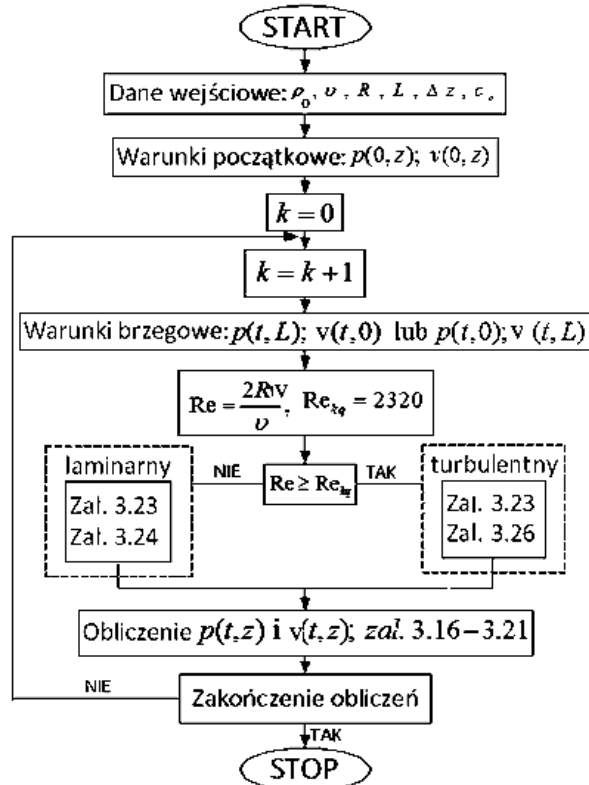 START
Dane wejściowe: ρ₀, υ, R, L, Δz, c₀
Warunki początkowe: p(0,z); v(0,z)
k = 0
k = k + 1
Warunki brzegowe: p(t,L); v(t,0) lub p(t,0); v (t,L)
Re = 2Rv/υ, Re_kq = 2320
laminarny
NIE
Re ≥ Re_kq
TAK
turbulentny
Zał. 3.23
Zał. 3.24
Zał. 3.23
Zał. 3.26
Obliczenie p(t,z) i v(t,z); zał. 3.16–3.21
NIE
Zakończenie obliczeń
TAK
STOP